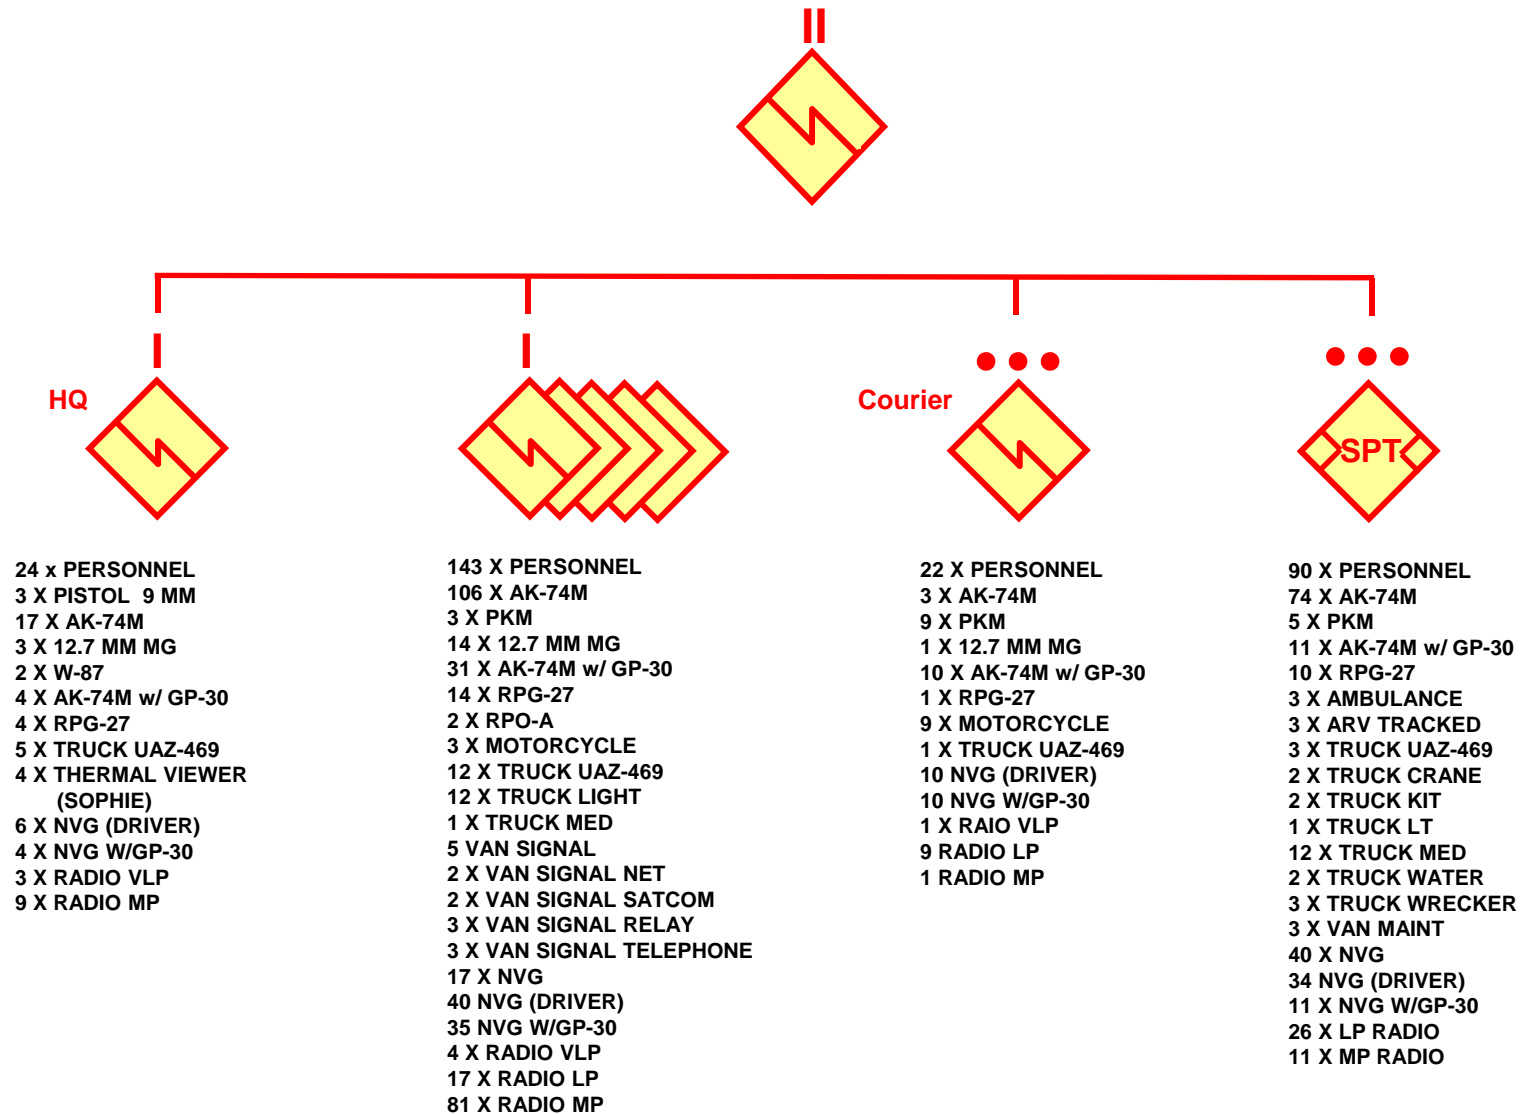 HQ
Courier
SPT
24 x PERSONNEL
3 X PISTOL 9 MM
17 X AK-74M
3 X 12.7 MM MG
2 X W-87
4 X AK-74M w/ GP-30
4 X RPG-27
5 X TRUCK UAZ-469
4 X THERMAL VIEWER
(SOPHIE)
6 X NVG (DRIVER)
4 X NVG W/GP-30
3 X RADIO VLP
9 X RADIO MP
143 X PERSONNEL
106 X AK-74M
3 X PKM
14 X 12.7 MM MG
31 X AK-74M w/ GP-30
14 X RPG-27
2 X RPO-A
3 X MOTORCYCLE
12 X TRUCK UAZ-469
12 X TRUCK LIGHT
1 X TRUCK MED
5 VAN SIGNAL
2 X VAN SIGNAL NET
2 X VAN SIGNAL SATCOM
3 X VAN SIGNAL RELAY
3 X VAN SIGNAL TELEPHONE
17 X NVG
40 NVG (DRIVER)
35 NVG W/GP-30
4 X RADIO VLP
17 X RADIO LP
81 X RADIO MP
22 X PERSONNEL
3 X AK-74M
9 X PKM
1 X 12.7 MM MG
10 X AK-74M w/ GP-30
1 X RPG-27
9 X MOTORCYCLE
1 X TRUCK UAZ-469
10 NVG (DRIVER)
10 NVG W/GP-30
1 X RAIO VLP
9 RADIO LP
1 RADIO MP
90 X PERSONNEL
74 X AK-74M
5 X PKM
11 X AK-74M w/ GP-30
10 X RPG-27
3 X AMBULANCE
3 X ARV TRACKED
3 X TRUCK UAZ-469
2 X TRUCK CRANE
2 X TRUCK KIT
1 X TRUCK LT
12 X TRUCK MED
2 X TRUCK WATER
3 X TRUCK WRECKER
3 X VAN MAINT
40 X NVG
34 NVG (DRIVER)
11 X NVG W/GP-30
26 X LP RADIO
11 X MP RADIO